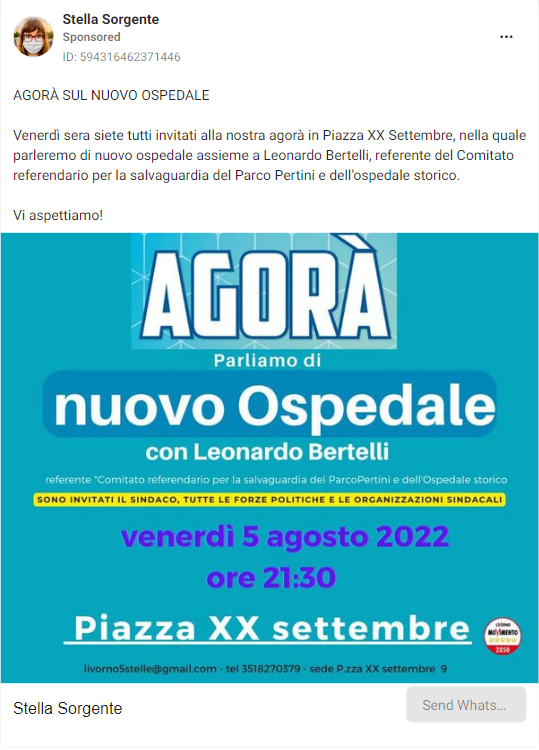 Stella Sorgente
Sponsored
ID: 594316462371446
AGORÀ SUL NUOVO OSPEDALE
Venerdì sera siete tutti invitati alla nostra agorà in Piazza XX Settembre, nella quale
parleremo di nuovo ospedale assieme a Leonardo Bertelli, referente del Comitato
referendario per la salvaguardia del Parco Pertini e dell'ospedale storico.
Vi aspettiamo!
AGORÀ
Parliamo di
nuovo Ospedale
con Leonardo Bertelli
referente "Comitato referendario per la salvaguardia del ParcoPertini e dell'Ospedale storico
SONO INVITATI IL SINDACO, TUTTE LE FORZE POLITICHE E LE ORGANIZZAZIONI SINDACALI
venerdì 5 agosto 2022
ore 21:30
Piazza XX settembre
LIVORNO
MOVIMENTO
2050
livorno5stelle@gmail.com - tel 3518270379 - sede P.zza XX settembre 9
Stella Sorgente
Send Whats...